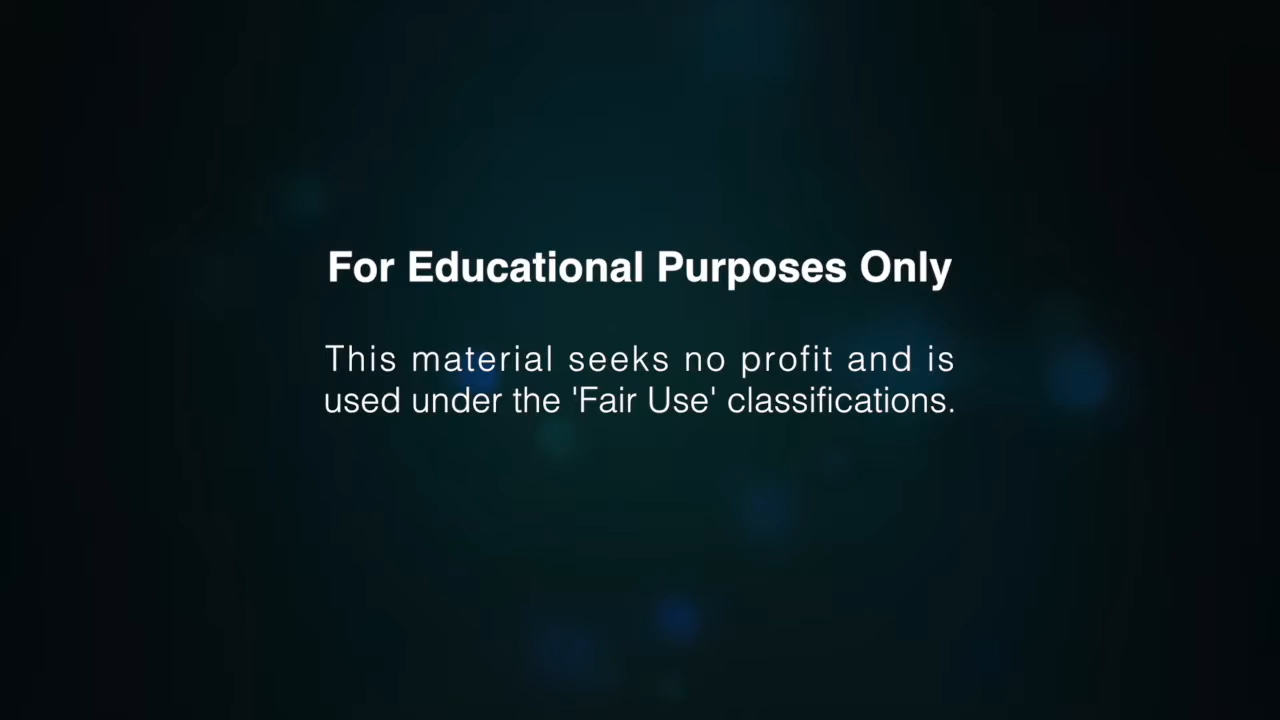 For Educational Purposes Only
This material seeks no profit and is
used under the 'Fair Use' classifications.